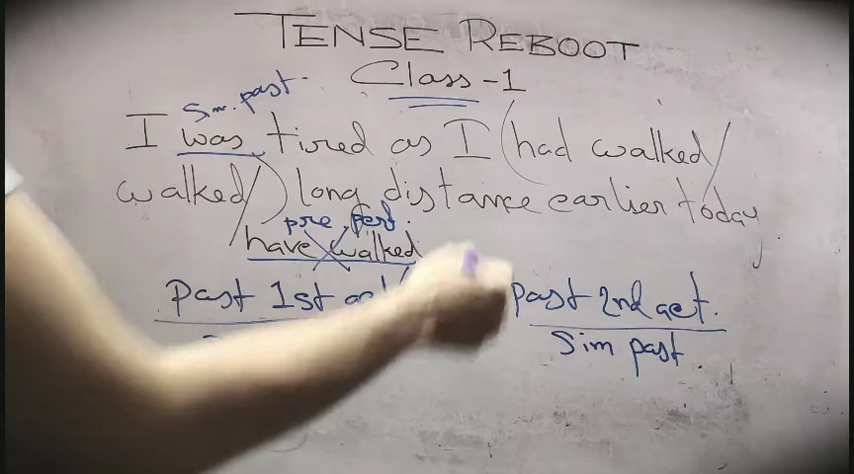 TENSE REBOOT
Class-1
Sim. past.
I was tired as I (had walked/
walked/ ) long distance earlier today.
pre. perf.
have walked
Past 1st act past 2nd act.
Sim past